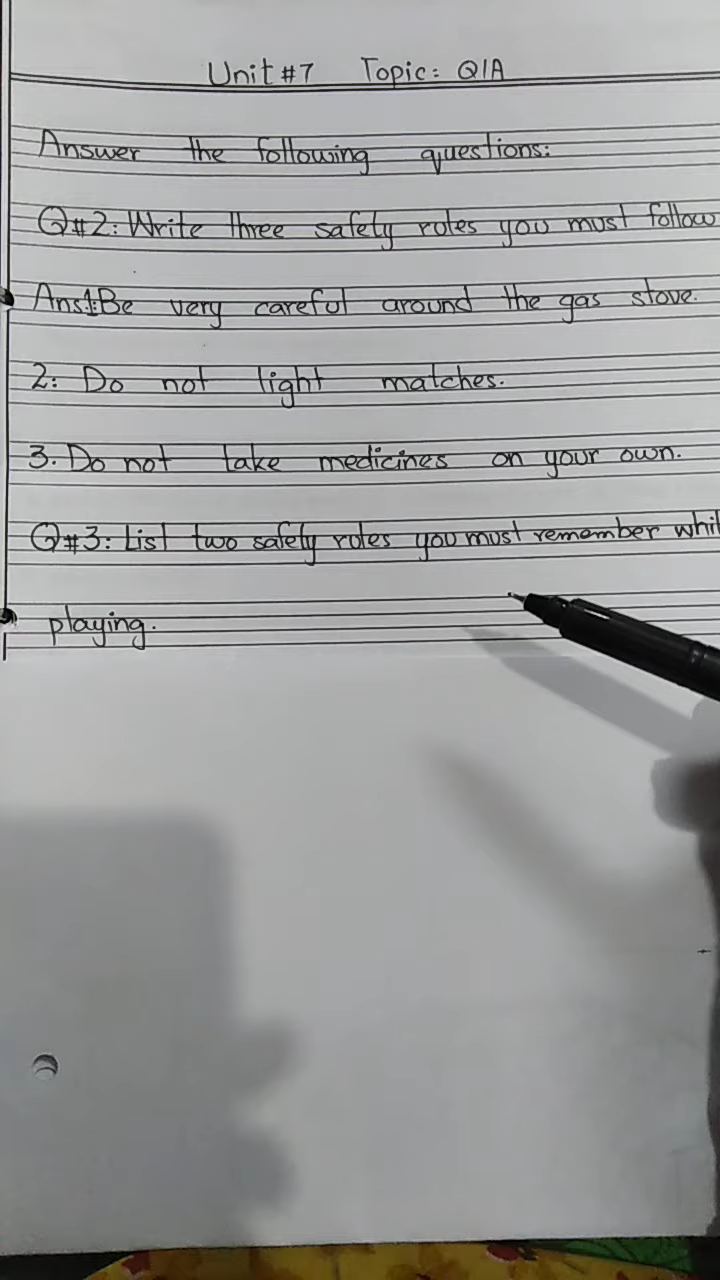 Unit #7 Topic: Q/A
Answer the following questions:
Q#2: Write three safety rules you must follow
Ans1: Be very careful around the gas stove.
2: Do not light matches.
3. Do not take medicines on your own.
Q#3: List two safety rules you must remember whil
playing.